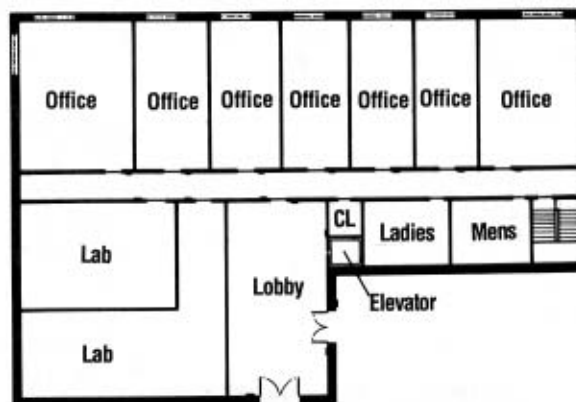 Office
Office
Office
Office
Office
Office
Office
CL
Ladies
Mens
Lab
Lobby
Elevator
Lab